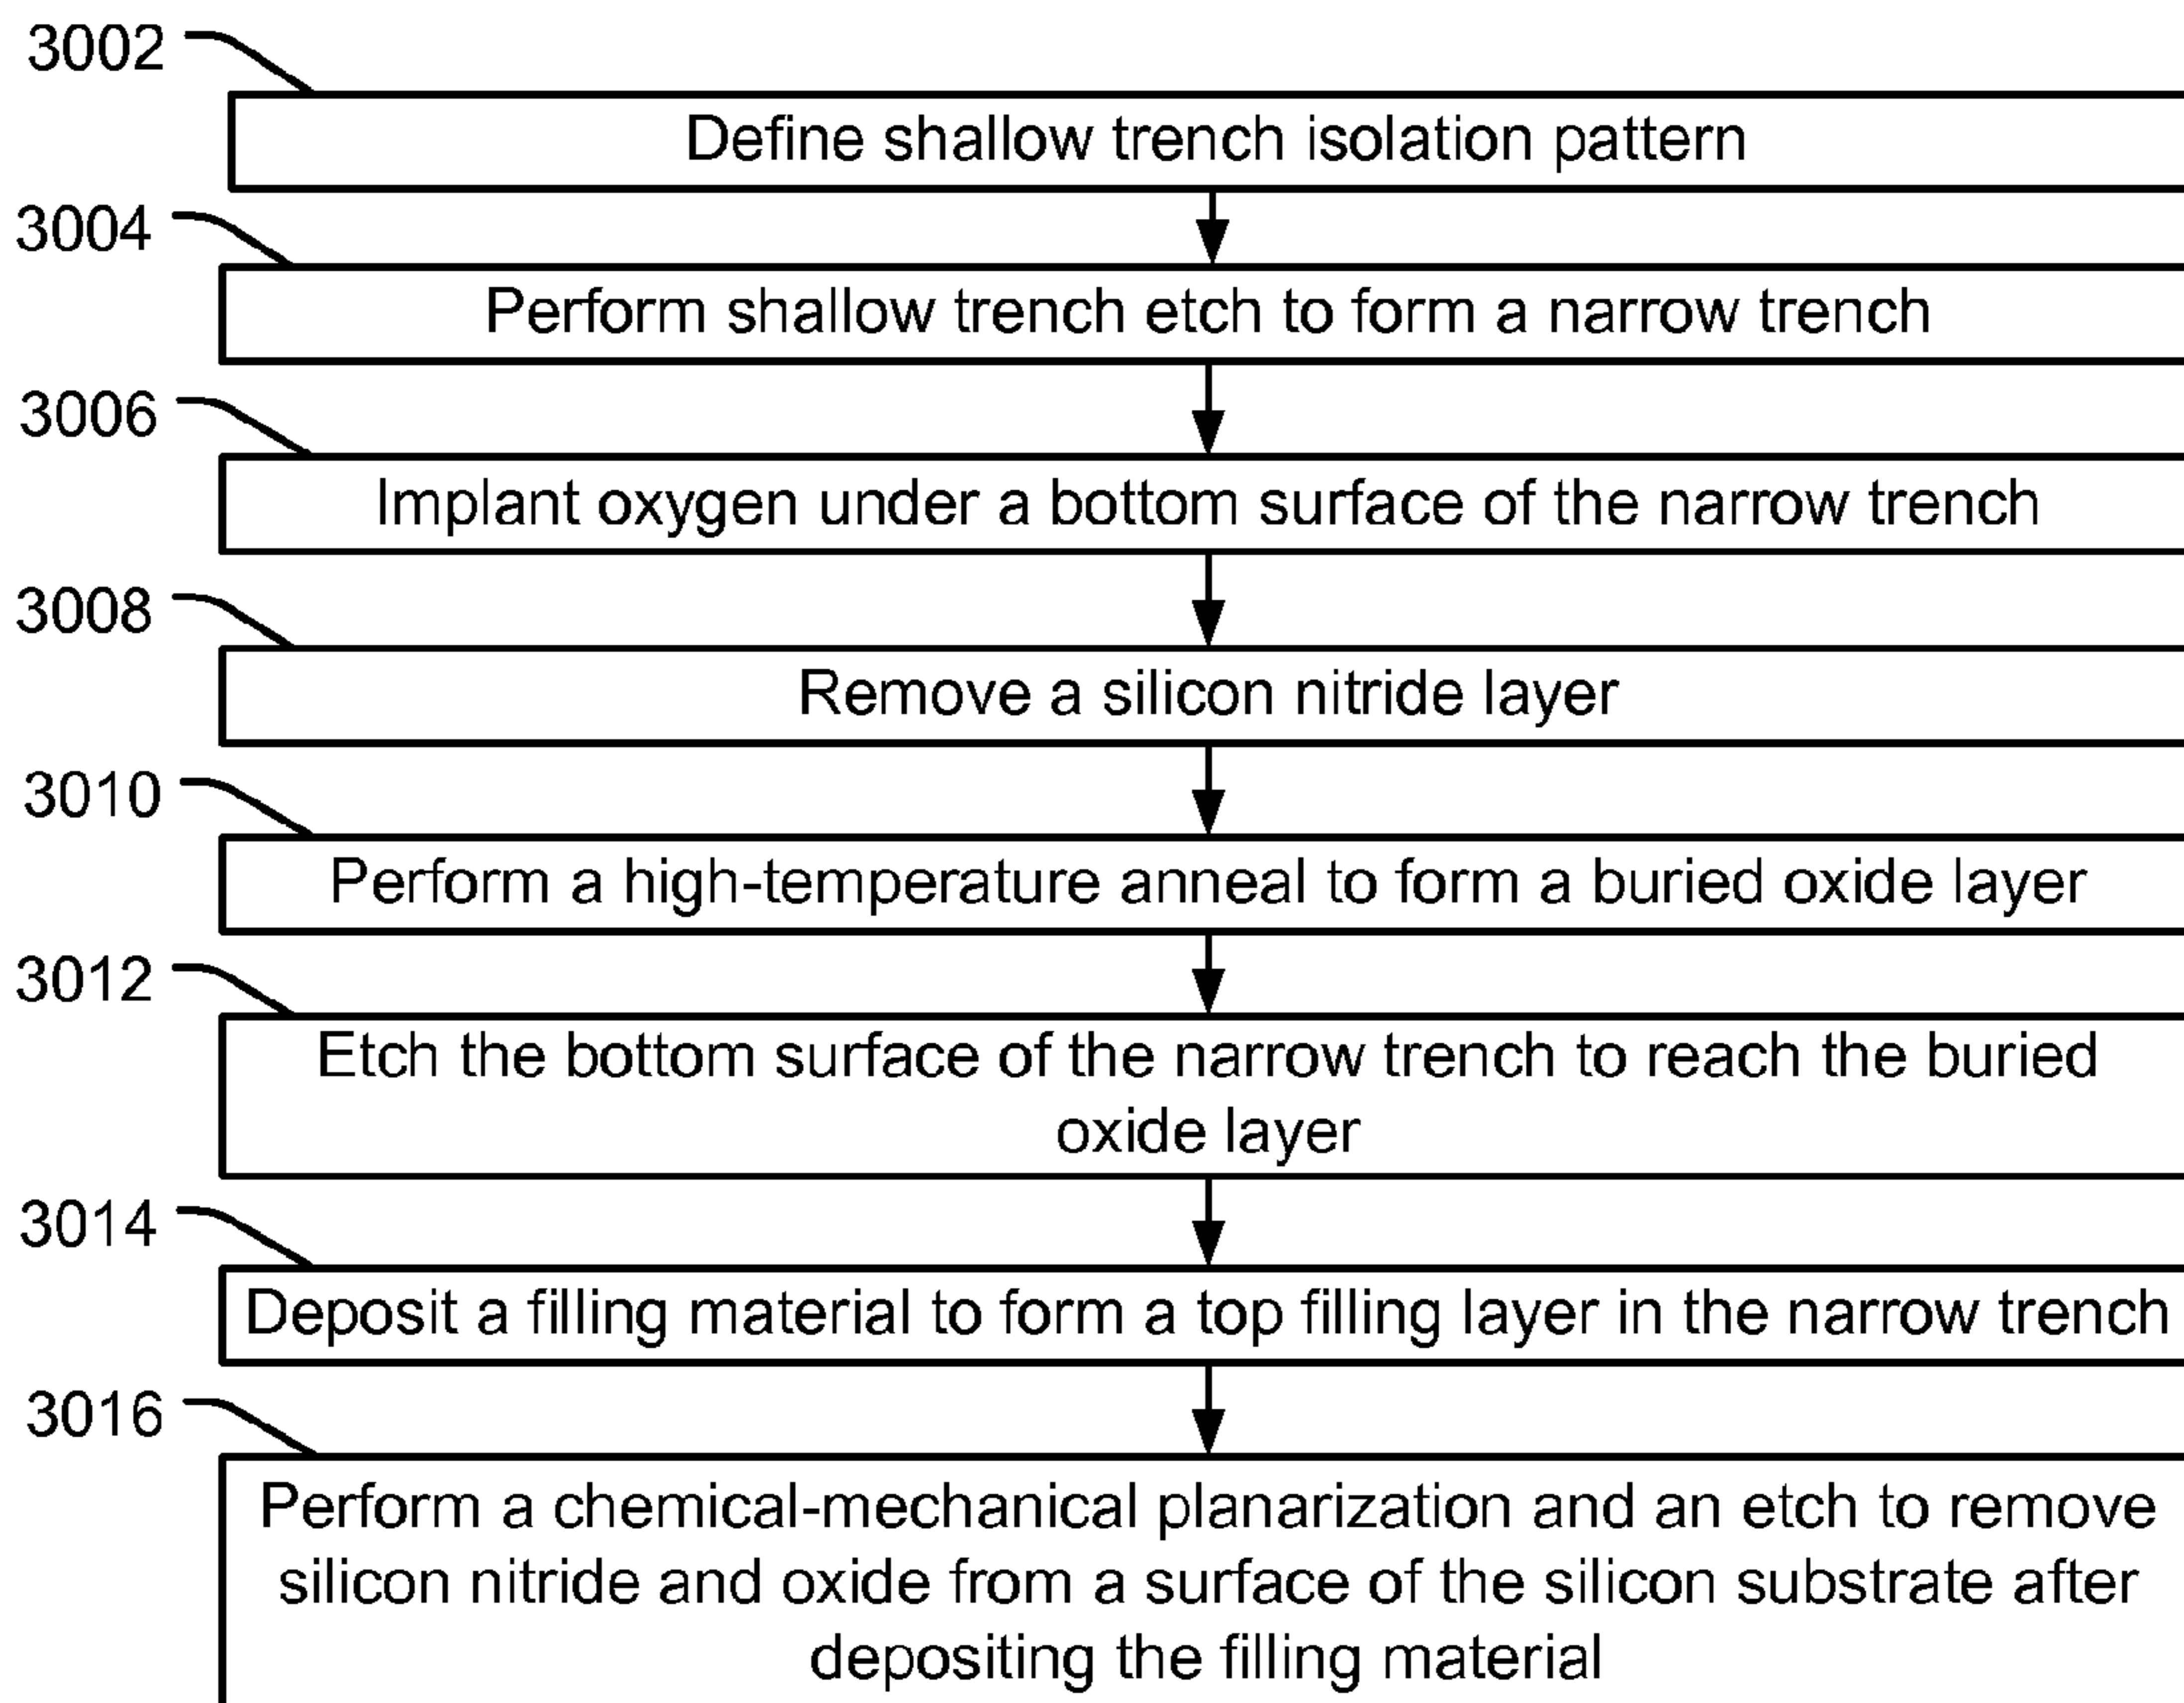 3002
Define shallow trench isolation pattern
3004
Perform shallow trench etch to form a narrow trench
3006
Implant oxygen under a bottom surface of the narrow trench
3008
Remove a silicon nitride layer
3010
Perform a high-temperature anneal to form a buried oxide layer
3012
Etch the bottom surface of the narrow trench to reach the buried
oxide layer
3014
Deposit a filling material to form a top filling layer in the narrow trench
3016
Perform a chemical-mechanical planarization and an etch to remove
silicon nitride and oxide from a surface of the silicon substrate after
depositing the filling material